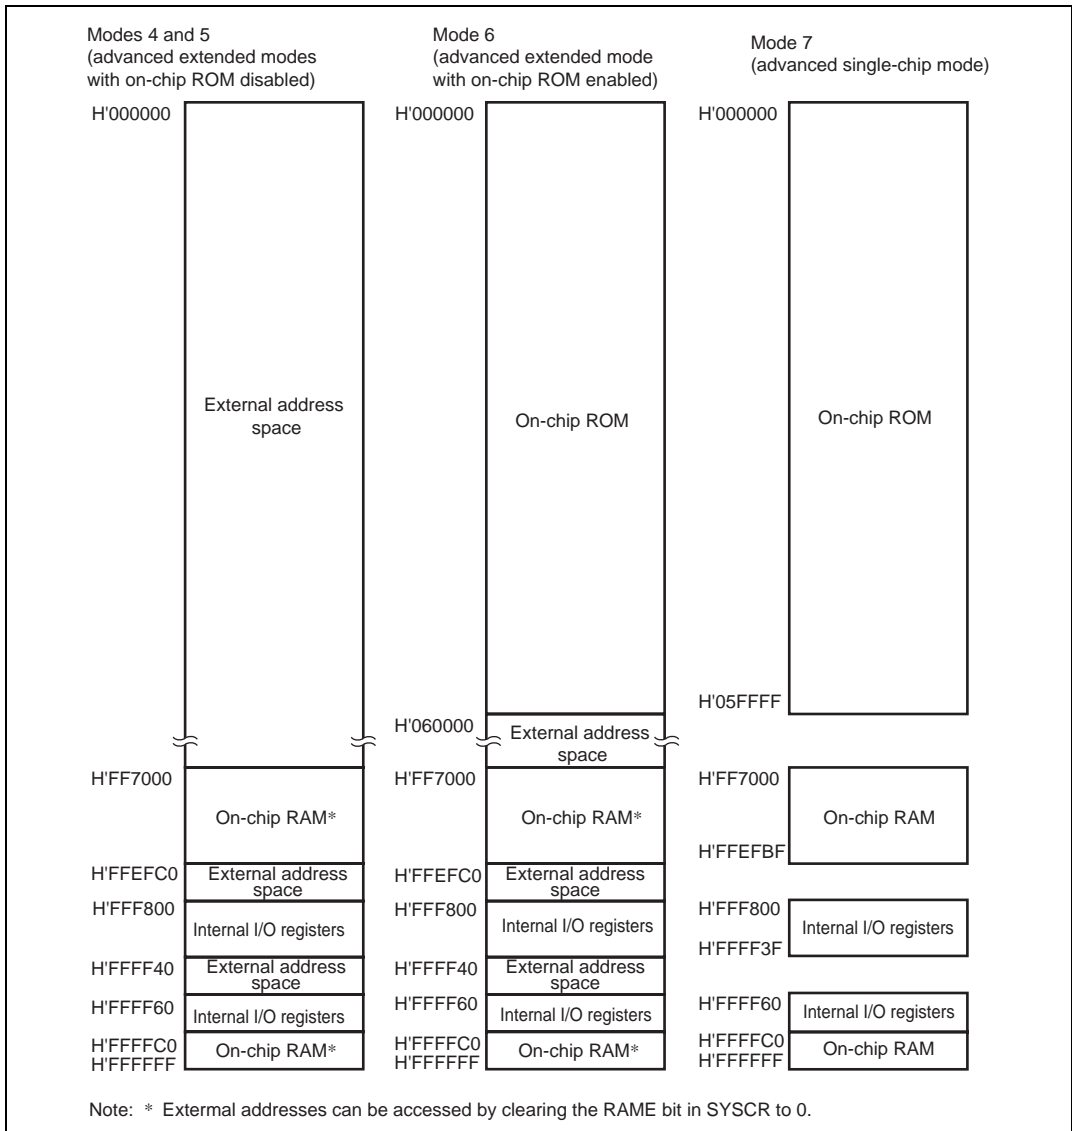 Modes 4 and 5
(advanced extended modes
with on-chip ROM disabled)
H'000000
External address
space
H'FF7000
On-chip RAM*
H'FFEFC0
External address
space
H'FFF800
Internal I/O registers
H'FFFF40
External address
space
H'FFFF60
Internal I/O registers
H'FFFFC0
On-chip RAM*
H'FFFFFF
Mode 6
(advanced extended mode
with on-chip ROM enabled)
H'000000
On-chip ROM
H'060000
External address
space
H'FF7000
On-chip RAM*
H'FFEFC0
External address
space
H'FFF800
Internal I/O registers
H'FFFF40
External address
space
H'FFFF60
Internal I/O registers
H'FFFFC0
On-chip RAM*
H'FFFFFF
Mode 7
(advanced single-chip mode)
H'000000
On-chip ROM
H'05FFFF
H'FF7000
On-chip RAM
H'FFEFBF
H'FFF800
Internal I/O registers
H'FFFF3F
H'FFFF60
Internal I/O registers
H'FFFFC0
On-chip RAM
H'FFFFFF
Note: * Extermal addresses can be accessed by clearing the RAME bit in SYSCR to 0.